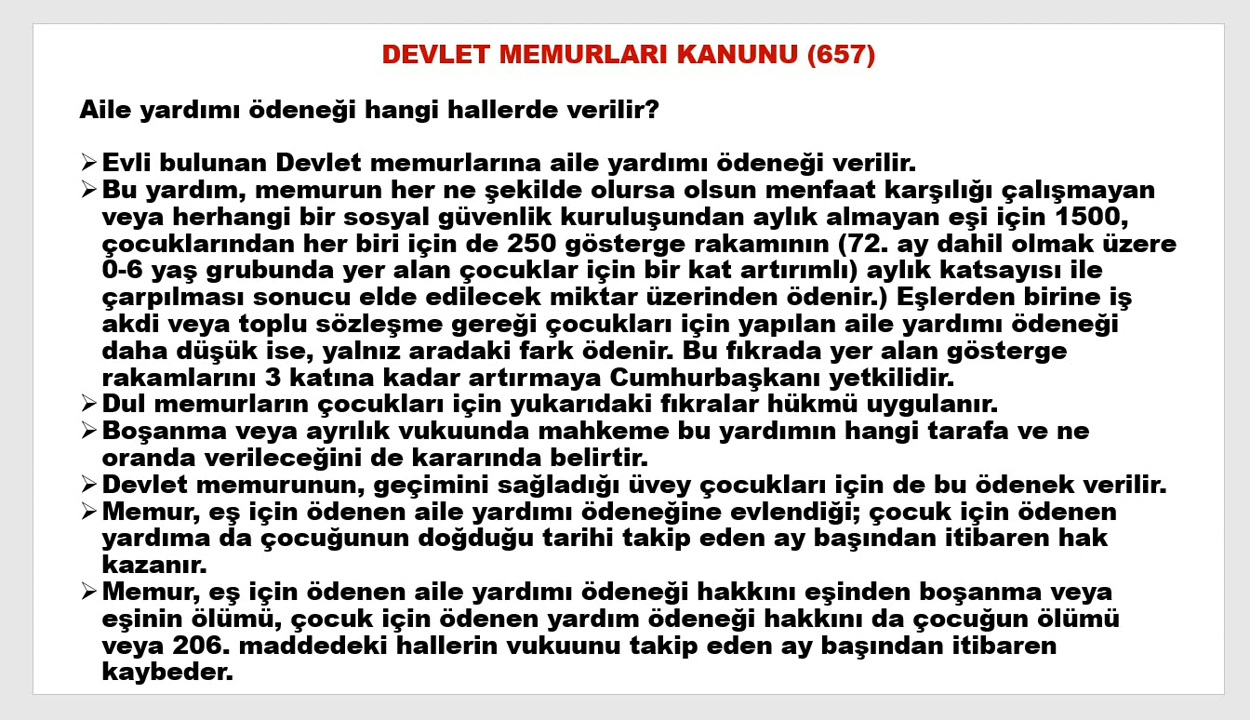 DEVLET MEMURLARI KANUNU (657)
Aile yardımı ödeneği hangi hallerde verilir?
➢Evli bulunan Devlet memurlarına aile yardımı ödeneği verilir.
➢Bu yardım, memurun her ne şekilde olursa olsun menfaat karşılığı çalışmayan
veya herhangi bir sosyal güvenlik kuruluşundan aylık almayan eşi için 1500,
çocuklarından her biri için de 250 gösterge rakamının (72. ay dahil olmak üzere
0-6 yaş grubunda yer alan çocuklar için bir kat artırımlı) aylık katsayısı ile
çarpılması sonucu elde edilecek miktar üzerinden ödenir.) Eşlerden birine iş
akdi veya toplu sözleşme gereği çocukları için yapılan aile yardımı ödeneği
daha düşük ise, yalnız aradaki fark ödenir. Bu fıkrada yer alan gösterge
rakamlarını 3 katına kadar artırmaya Cumhurbaşkanı yetkilidir.
➢Dul memurların çocukları için yukarıdaki fıkralar hükmü uygulanır.
➢Boşanma veya ayrılık vukuunda mahkeme bu yardımın hangi tarafa ve ne
oranda verileceğini de kararında belirtir.
➢Devlet memurunun, geçimini sağladığı üvey çocukları için de bu ödenek verilir.
➢Memur, eş için ödenen aile yardımı ödeneğine evlendiği; çocuk için ödenen
yardıma da çocuğunun doğduğu tarihi takip eden ay başından itibaren hak
kazanır.
➢Memur, eş için ödenen aile yardımı ödeneği hakkını eşinden boşanma veya
eşinin ölümü, çocuk için ödenen yardım ödeneği hakkını da çocuğun ölümü
veya 206. maddedeki hallerin vukuunu takip eden ay başından itibaren
kaybeder.